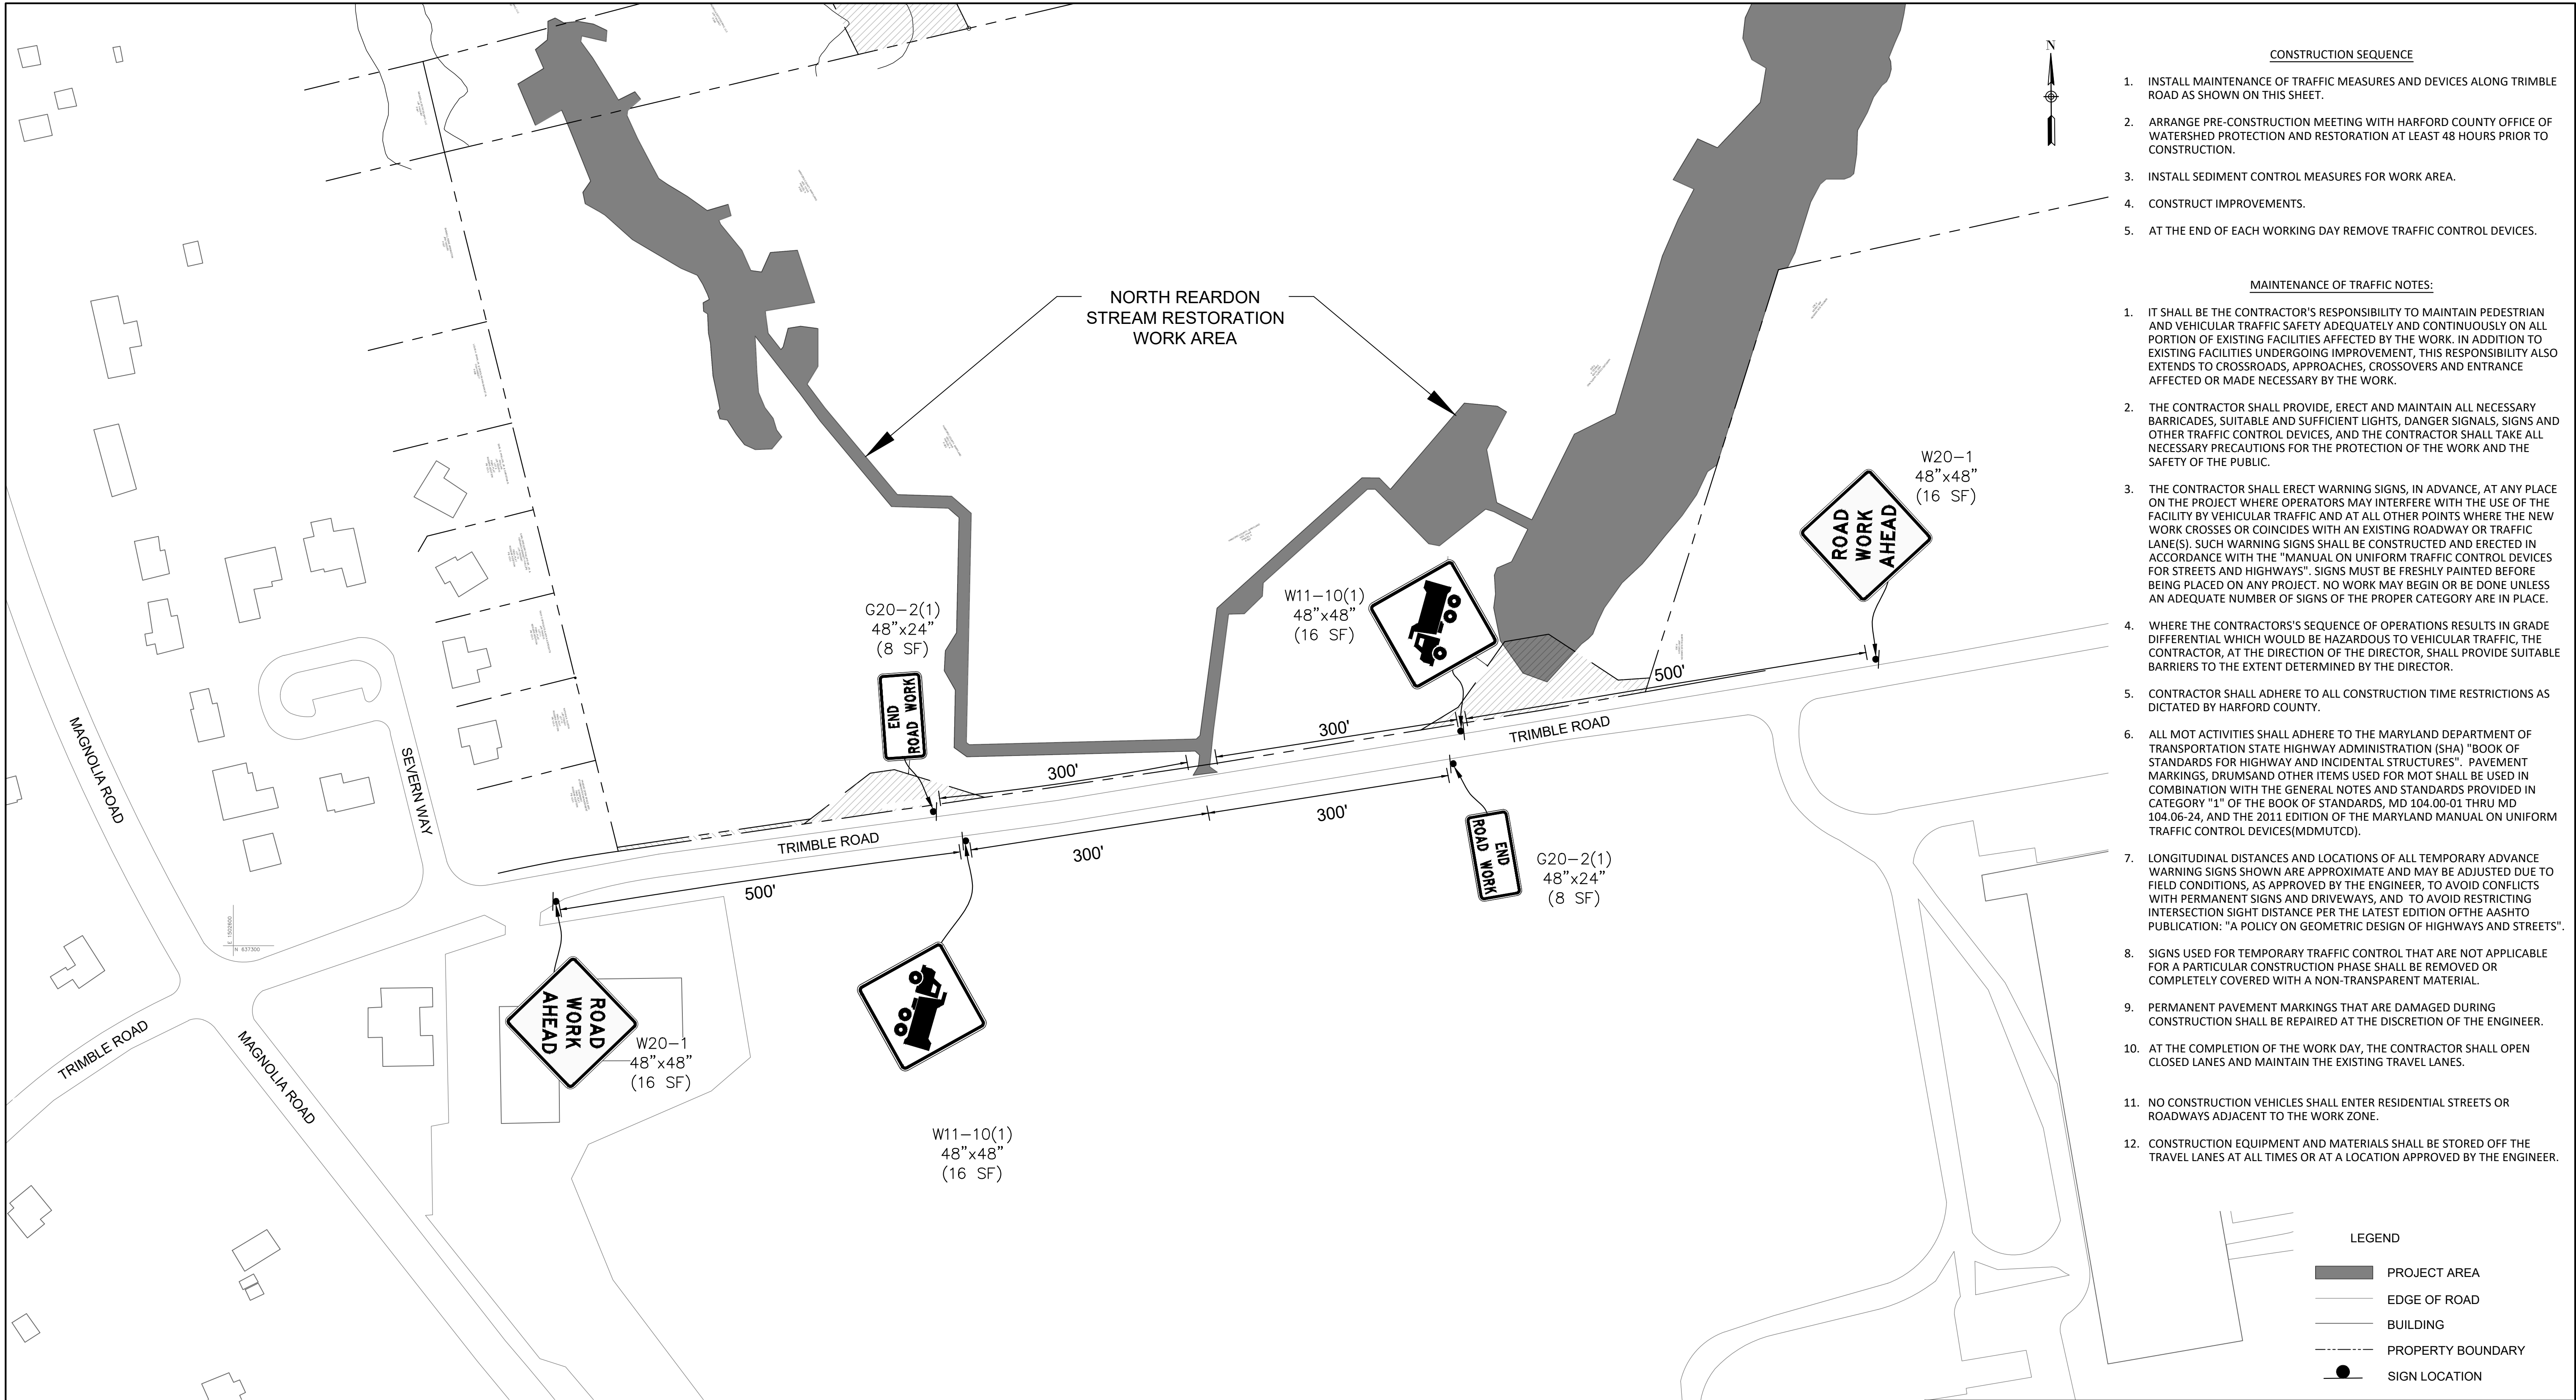 N
CONSTRUCTION SEQUENCE
1. INSTALL MAINTENANCE OF TRAFFIC MEASURES AND DEVICES ALONG TRIMBLE
ROAD AS SHOWN ON THIS SHEET.
2. ARRANGE PRE-CONSTRUCTION MEETING WITH HARFORD COUNTY OFFICE OF
WATERSHED PROTECTION AND RESTORATION AT LEAST 48 HOURS PRIOR TO
CONSTRUCTION.
3. INSTALL SEDIMENT CONTROL MEASURES FOR WORK AREA.
4. CONSTRUCT IMPROVEMENTS.
5. AT THE END OF EACH WORKING DAY REMOVE TRAFFIC CONTROL DEVICES.
MAINTENANCE OF TRAFFIC NOTES:
1. IT SHALL BE THE CONTRACTOR'S RESPONSIBILITY TO MAINTAIN PEDESTRIAN
AND VEHICULAR TRAFFIC SAFETY ADEQUATELY AND CONTINUOUSLY ON ALL
PORTION OF EXISTING FACILITIES AFFECTED BY THE WORK. IN ADDITION TO
EXISTING FACILITIES UNDERGOING IMPROVEMENT, THIS RESPONSIBILITY ALSO
EXTENDS TO CROSSROADS, APPROACHES, CROSSOVERS AND ENTRANCE
AFFECTED OR MADE NECESSARY BY THE WORK.
2. THE CONTRACTOR SHALL PROVIDE, ERECT AND MAINTAIN ALL NECESSARY
BARRICADES, SUITABLE AND SUFFICIENT LIGHTS, DANGER SIGNALS, SIGNS AND
OTHER TRAFFIC CONTROL DEVICES, AND THE CONTRACTOR SHALL TAKE ALL
NECESSARY PRECAUTIONS FOR THE PROTECTION OF THE WORK AND THE
SAFETY OF THE PUBLIC.
3. THE CONTRACTOR SHALL ERECT WARNING SIGNS, IN ADVANCE, AT ANY PLACE
ON THE PROJECT WHERE OPERATORS MAY INTERFERE WITH THE USE OF THE
FACILITY BY VEHICULAR TRAFFIC AND AT ALL OTHER POINTS WHERE THE NEW
WORK CROSSES OR COINCIDES WITH AN EXISTING ROADWAY OR TRAFFIC
LANE(S). SUCH WARNING SIGNS SHALL BE CONSTRUCTED AND ERECTED IN
ACCORDANCE WITH THE "MANUAL ON UNIFORM TRAFFIC CONTROL DEVICES
FOR STREETS AND HIGHWAYS". SIGNS MUST BE FRESHLY PAINTED BEFORE
BEING PLACED ON ANY PROJECT. NO WORK MAY BEGIN OR BE DONE UNLESS
AN ADEQUATE NUMBER OF SIGNS OF THE PROPER CATEGORY ARE IN PLACE.
4. WHERE THE CONTRACTORS'S SEQUENCE OF OPERATIONS RESULTS IN GRADE
DIFFERENTIAL WHICH WOULD BE HAZARDOUS TO VEHICULAR TRAFFIC, THE
CONTRACTOR, AT THE DIRECTION OF THE DIRECTOR, SHALL PROVIDE SUITABLE
BARRIERS TO THE EXTENT DETERMINED BY THE DIRECTOR.
5. CONTRACTOR SHALL ADHERE TO ALL CONSTRUCTION TIME RESTRICTIONS AS
DICTATED BY HARFORD COUNTY.
6. ALL MOT ACTIVITIES SHALL ADHERE TO THE MARYLAND DEPARTMENT OF
TRANSPORTATION STATE HIGHWAY ADMINISTRATION (SHA) "BOOK OF
STANDARDS FOR HIGHWAY AND INCIDENTAL STRUCTURES". PAVEMENT
MARKINGS, DRUMSAND OTHER ITEMS USED FOR MOT SHALL BE USED IN
COMBINATION WITH THE GENERAL NOTES AND STANDARDS PROVIDED IN
CATEGORY "1" OF THE BOOK OF STANDARDS, MD 104.00-01 THRU MD
104.06-24, AND THE 2011 EDITION OF THE MARYLAND MANUAL ON UNIFORM
TRAFFIC CONTROL DEVICES(MDMUTCD).
7. LONGITUDINAL DISTANCES AND LOCATIONS OF ALL TEMPORARY ADVANCE
WARNING SIGNS SHOWN ARE APPROXIMATE AND MAY BE ADJUSTED DUE TO
FIELD CONDITIONS, AS APPROVED BY THE ENGINEER, TO AVOID CONFLICTS
WITH PERMANENT SIGNS AND DRIVEWAYS, AND TO AVOID RESTRICTING
INTERSECTION SIGHT DISTANCE PER THE LATEST EDITION OFTHE AASHTO
PUBLICATION: "A POLICY ON GEOMETRIC DESIGN OF HIGHWAYS AND STREETS".
8. SIGNS USED FOR TEMPORARY TRAFFIC CONTROL THAT ARE NOT APPLICABLE
FOR A PARTICULAR CONSTRUCTION PHASE SHALL BE REMOVED OR
COMPLETELY COVERED WITH A NON-TRANSPARENT MATERIAL.
9. PERMANENT PAVEMENT MARKINGS THAT ARE DAMAGED DURING
CONSTRUCTION SHALL BE REPAIRED AT THE DISCRETION OF THE ENGINEER.
10. AT THE COMPLETION OF THE WORK DAY, THE CONTRACTOR SHALL OPEN
CLOSED LANES AND MAINTAIN THE EXISTING TRAVEL LANES.
11. NO CONSTRUCTION VEHICLES SHALL ENTER RESIDENTIAL STREETS OR
ROADWAYS ADJACENT TO THE WORK ZONE.
12. CONSTRUCTION EQUIPMENT AND MATERIALS SHALL BE STORED OFF THE
TRAVEL LANES AT ALL TIMES OR AT A LOCATION APPROVED BY THE ENGINEER.
NORTH REARDON
STREAM RESTORATION
WORK AREA
W20-1
48"x48"
(16 SF)
ROAD
WORK
AHEAD
W11-10(1)
48"x48"
(16 SF)
G20-2(1)
48"x24"
(8 SF)
END
ROAD WORK
500'
300'
300'
TRIMBLE ROAD
TRIMBLE ROAD
300'
300'
500'
END
ROAD WORK
G20-2(1)
48"x24"
(8 SF)
ROAD
WORK
AHEAD
W20-1
48"x48"
(16 SF)
W11-10(1)
48"x48"
(16 SF)
MAGNOLIA ROAD
SEVERN WAY
E 1502600
N 637300
TRIMBLE ROAD
MAGNOLIA ROAD
LEGEND
PROJECT AREA
EDGE OF ROAD
BUILDING
PROPERTY BOUNDARY
SIGN LOCATION